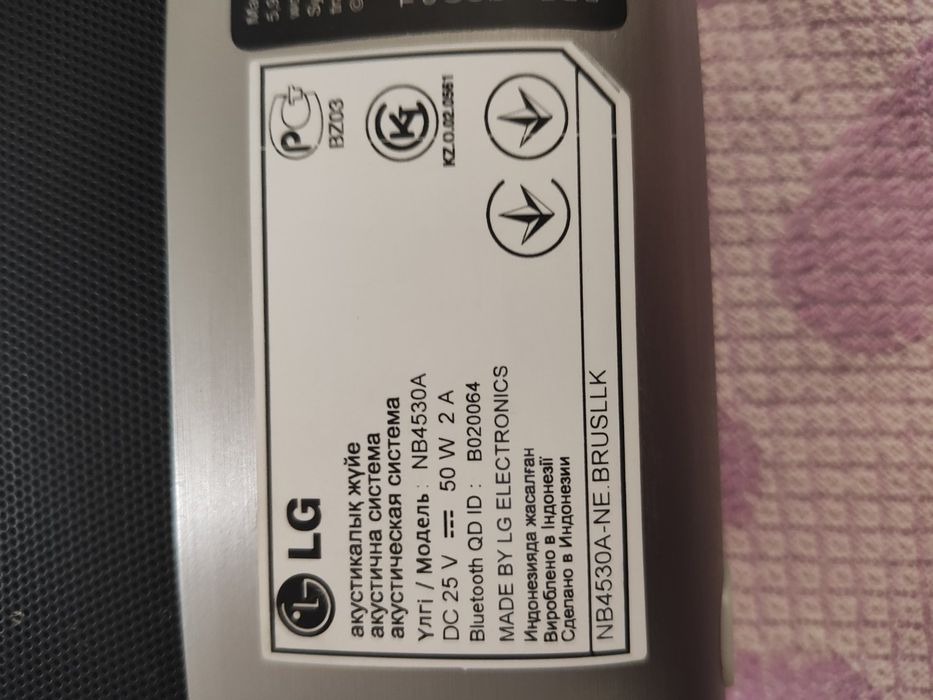 LG
акустикалық жүйе
акустична система
акустическая система
Үлгі / Модель : NB4530A
DC 25 V 50 W 2 A
Bluetooth QD ID : B020064
MADE BY LG ELECTRONICS
Индонезияда жасалған
Вироблено в Індонезії
Сделано в Индонезии
NB4530A-NE.BRUSLLK
РСТ
BZ03
KZ.O.02.0561